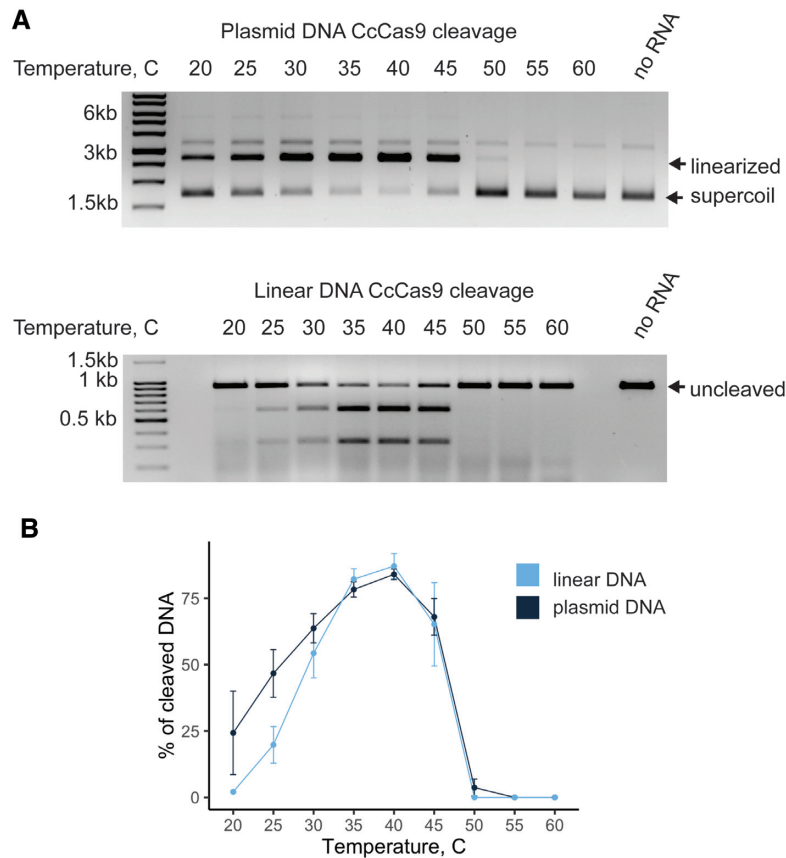 A
Plasmid DNA CcCas9 cleavage
Temperature, C 20 25 30 35 40 45 50 55 60 no RNA
6kb
3kb
linearized
1.5kb
supercoil
Linear DNA CcCas9 cleavage
Temperature, C 20 25 30 35 40 45 50 55 60 no RNA
1.5kb
1 kb
uncleaved
0.5 kb
B
% of cleaved DNA
75
50
25
0
20 25 30 35 40 45 50 55 60
Temperature, C
linear DNA
plasmid DNA